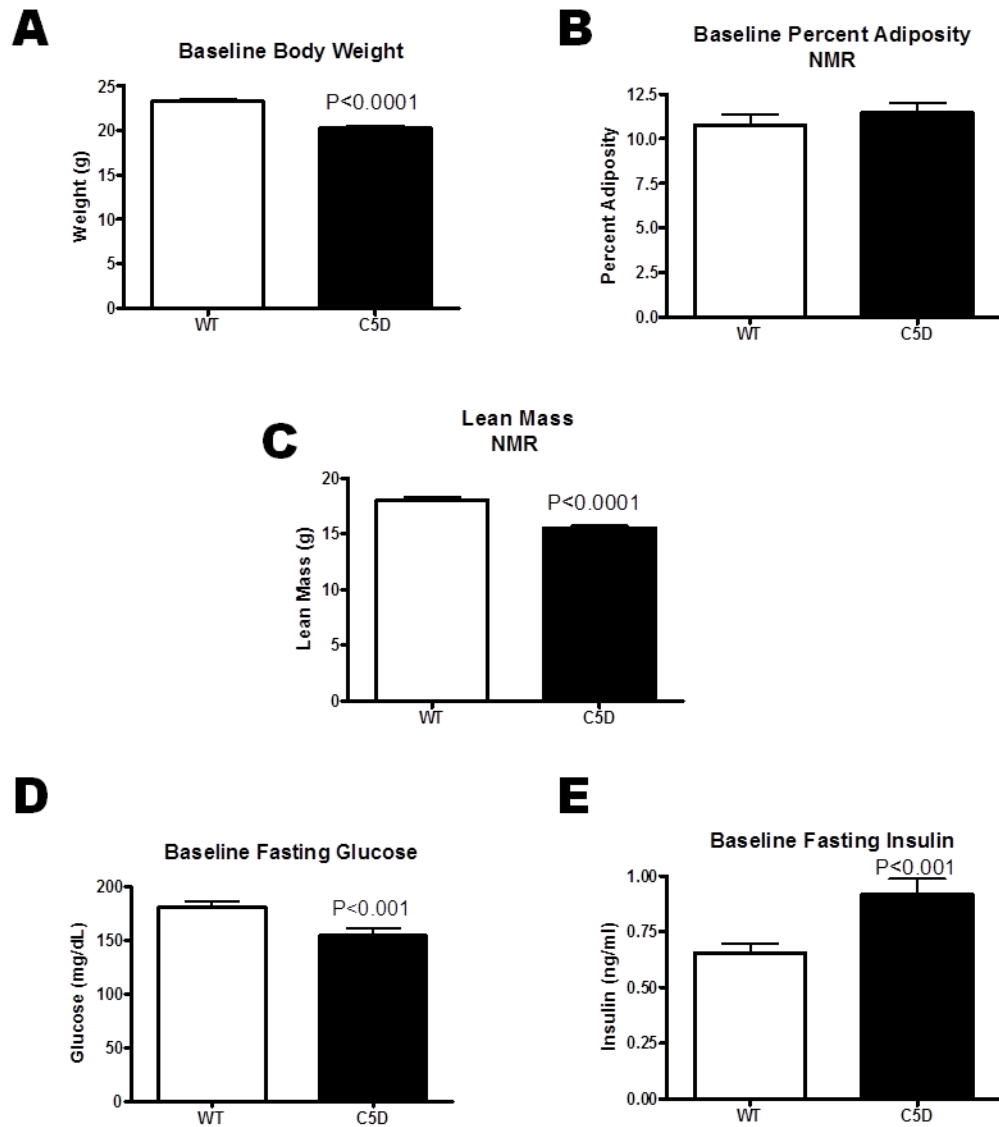 A
Baseline Body Weight
25
20
15
10
5
0
Weight (g)
P<0.0001
WT
C5D
B
Baseline Percent Adiposity
NMR
12.5
10.0
7.5
5.0
2.5
0.0
Percent Adiposity
WT
C5D
C
Lean Mass
NMR
20
15
10
5
0
Lean Mass (g)
P<0.0001
WT
C5D
D
Baseline Fasting Glucose
200
150
100
50
0
Glucose (mg/dL)
P<0.001
WT
C5D
E
Baseline Fasting Insulin
P<0.001
1.00
0.75
0.50
0.25
0.00
Insulin (ng/ml)
WT
C5D